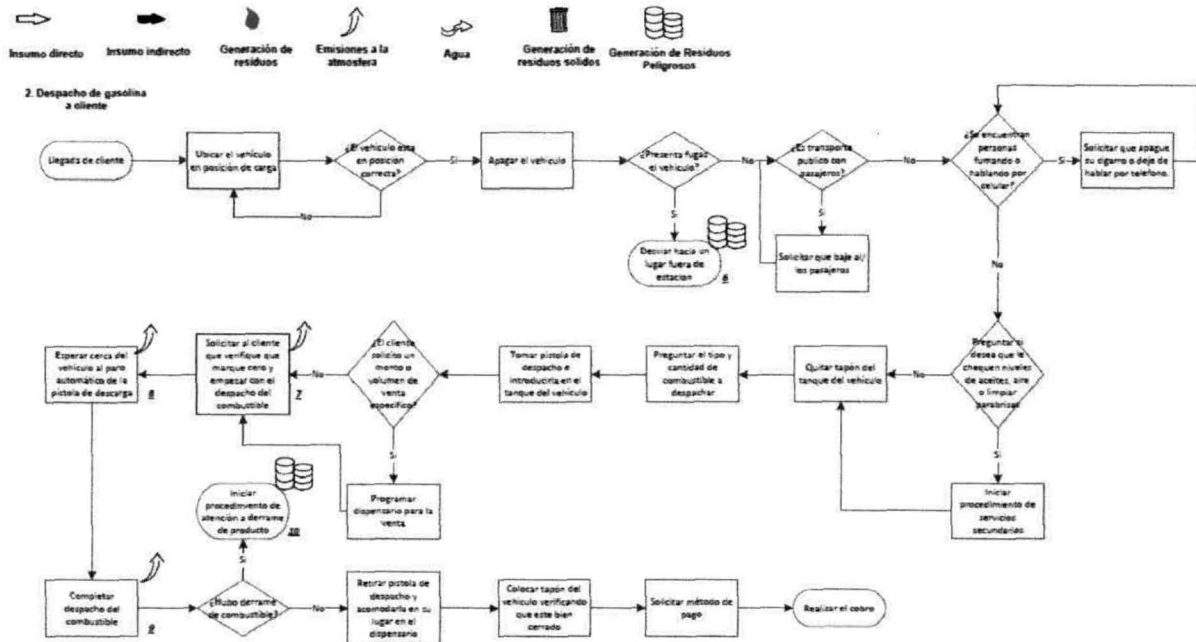 Insumo directo
Insumo indirecto
Generación de
residuos
Emisiones a la
atmosfera
Agua
Generación de
residuos solidos
Generación de Residuos
Peligrosos
2. Despacho de gasolina
a cliente
Llegada de cliente
Ubicar el vehículo
en posición de carga
¿El vehículo esta
en posición
correcta?
Si
No
Apagar el vehículo
¿Presenta fugas
el vehículo?
No
Si
Desviar hacia un
lugar fuera de
estacion
6
¿Es transporte
publico con
pasajeros?
No
Si
Solicitar que baje al/
los pasajeros
¿Se encuentran
personas
fumando o
hablando por
celular?
Si
Solicitar que apague
su cigarro o deje de
hablar por telefono.
No
Preguntar si
desea que le
chequen niveles
de aceites, aire
o limpiar
parabrisas
No
Si
Iniciar
procedimiento de
servicios
secundarios
Quitar tapón del
tanque del vehículo
Preguntar el tipo y
cantidad de
combustible a
despachar
Tomar pistola de
despacho e
introducirla en el
tanque del vehículo
¿El cliente
solicito un
monto o
volumen de
venta
especifico?
No
Si
Programar
dispensario para la
venta
Solicitar al cliente
que verifique que
marque cero y
empezar con el
despacho del
combustible
7
Esperar cerca del
vehículo al paro
automático de la
pistola de descarga
8
Completar
despacho del
combustible
9
¿Hubo derrame
de combustible?
Si
Iniciar
procedimiento de
atención a derrame
de producto
10
No
Retirar pistola de
despacho y
acomodarla en su
lugar en el dispensario
Colocar tapón del
vehículo verificando
que este bien
cerrado
Solicitar método de
pago
Realizar el cobro